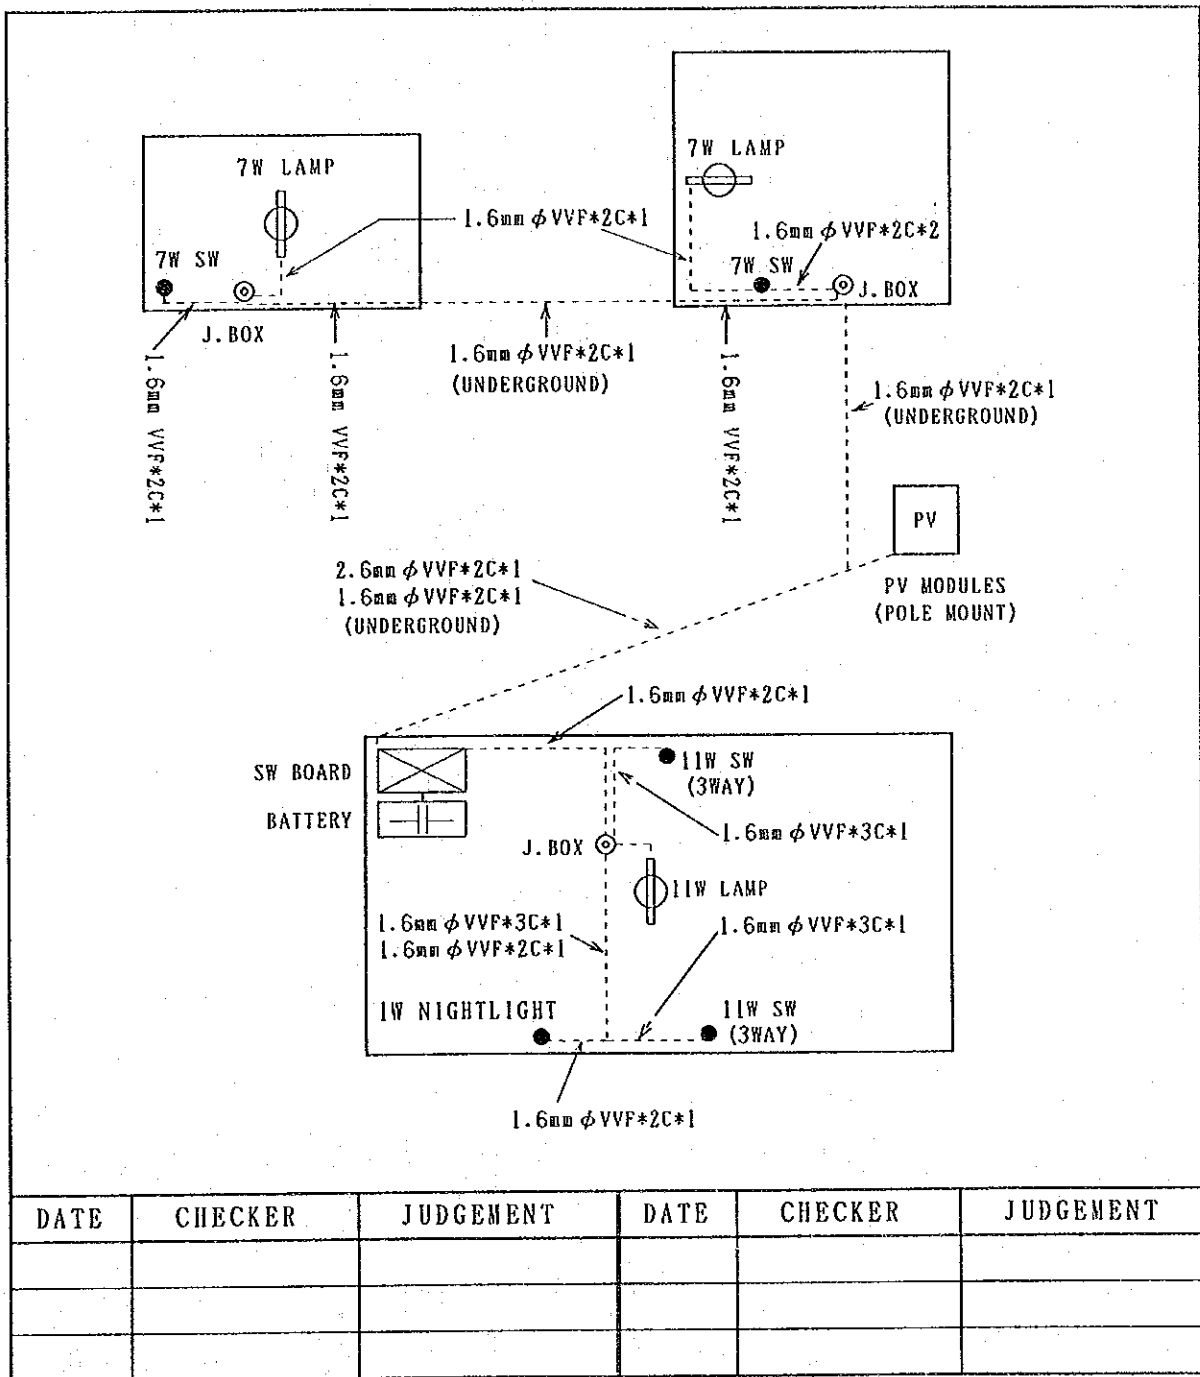 7W LAMP
7W LAMP
1.6mm φ VVF*2C*1
1.6mm φ VVF*2C*2
7W SW
7W SW
J.BOX
J.BOX
1.6mm VVF*2C*1
1.6mm VVF*2C*1
1.6mm φ VVF*2C*1
(UNDERGROUND)
1.6mm VVF*2C*1
1.6mm φ VVF*2C*1
(UNDERGROUND)
PV
2.6mm φ VVF*2C*1
1.6mm φ VVF*2C*1
(UNDERGROUND)
PV MODULES
(POLE MOUNT)
1.6mm φ VVF*2C*1
SW BOARD
11W SW
(3WAY)
BATTERY
1.6mm φ VVF*3C*1
J.BOX
11W LAMP
1.6mm φ VVF*3C*1
1.6mm φ VVF*2C*1
1.6mm φ VVF*3C*1
1W NIGHTLIGHT
11W SW
(3WAY)
1.6mm φ VVF*2C*1
DATE CHECKER JUDGEMENT DATE CHECKER JUDGEMENT